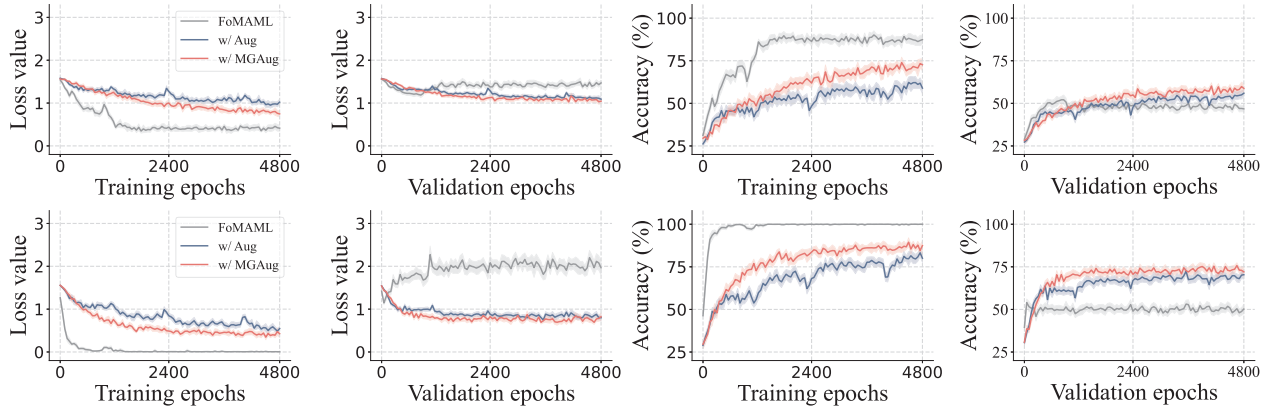 3
2
1
0
Loss value
FoMAML
w/ Aug
w/ MGAug
0 2400 4800
Training epochs
3
2
1
0
Loss value
0 2400 4800
Validation epochs
100
75
50
25
Accuracy (%)
0 2400 4800
Training epochs
100
75
50
25
Accuracy (%)
0 2400 4800
Validation epochs
3
2
1
0
Loss value
FoMAML
w/ Aug
w/ MGAug
0 2400 4800
Training epochs
3
2
1
0
Loss value
0 2400 4800
Validation epochs
100
75
50
25
Accuracy (%)
0 2400 4800
Training epochs
100
75
50
25
Accuracy (%)
0 2400 4800
Validation epochs